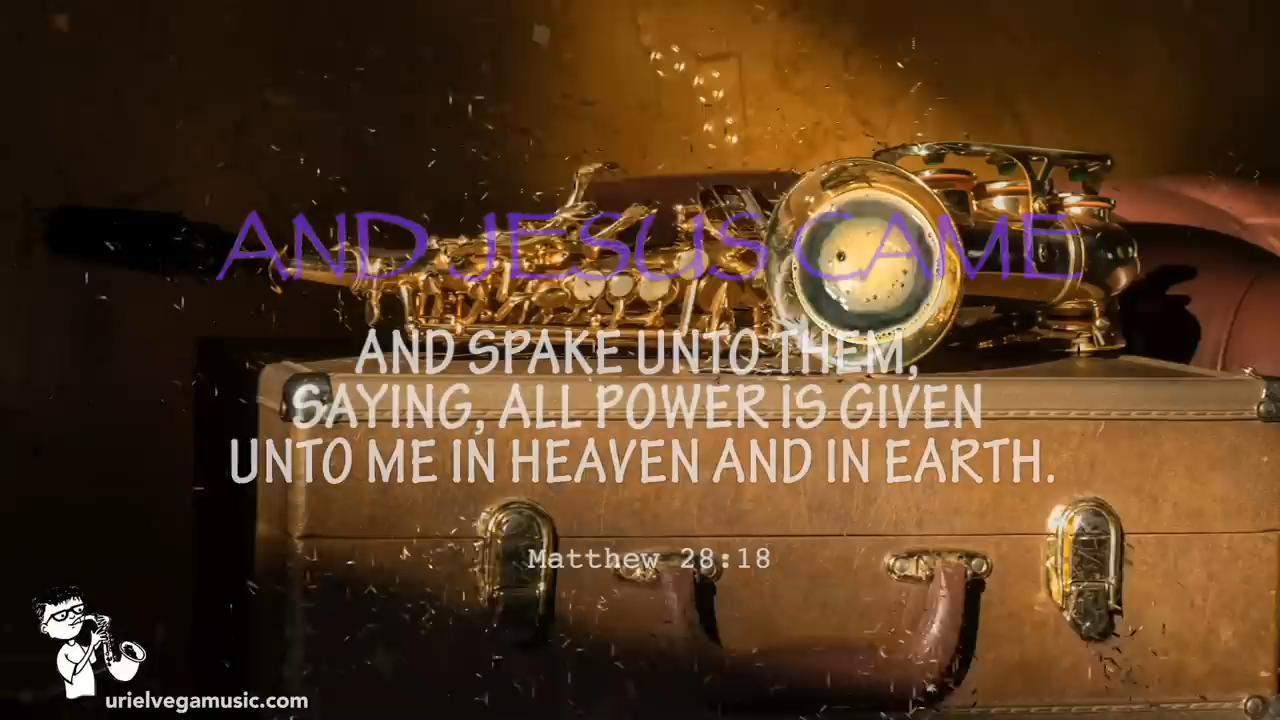 AND JESUS CAME
AND SPAKE UNTO THEM,
SAYING, ALL POWER IS GIVEN
UNTO ME IN HEAVEN AND IN EARTH.
Matthew 28:18
urielvegamusic.com